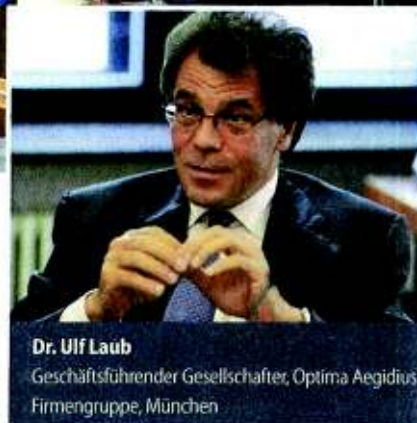 Dr. Ulf Laub
Geschäftsführender Gesellschafter, Optima Aegidius
Firmengruppe, München